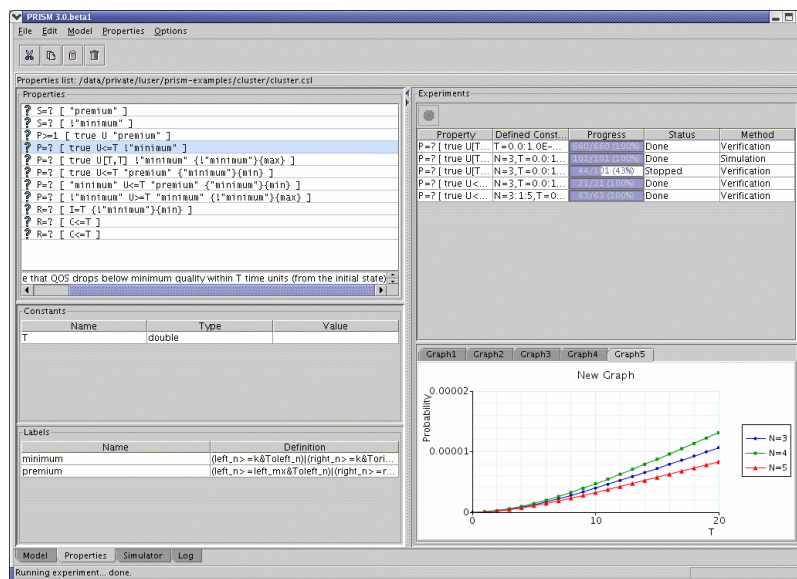 PRISM 3.0.beta1
File Edit Model Properties Options
Properties list: /data/private/luser/prism-examples/cluster/cluster.csl
Properties
S=? [ "premium" ]
S=? [ !"minimum" ]
P>=1 [ true U "premium" ]
P=? [ true U<=T !"minimum" ]
P=? [ true U[T,T] !"minimum" {!"minimum"}{max} ]
P=? [ true U<=T "premium" {"minimum"}{min} ]
P=? [ "minimum" U<=T "premium" {"minimum"}{min} ]
P=? [ !"minimum" U>=T "minimum" {!"minimum"}{max} ]
R=? [ I=T {!"minimum"}{min} ]
R=? [ C<=T ]
R=? [ C<=T ]
e that QOS drops below minimum quality within T time units (from the initial state)
Constants
Name Type Value
T double
Labels
Name Definition
minimum (left_n>=k&Toleft_n)|(right_n>=k&Tori...
premium (left_n>=left_mx&Toleft_n)|(right_n>=r...
Experiments
Property Defined Const... Progress Status Method
P=? [ true U[T... T=0.0:1.0E-... 660/660 (100%) Done Verification
P=? [ true U[T... N=3,T=0.0:1... 101/101 (100%) Done Simulation
P=? [ true U[T... N=3,T=0.0:1... 44/101 (43%) Stopped Verification
P=? [ true U<... N=3,T=0.0:1... 21/21 (100%) Done Verification
P=? [ true U<... N=3:1:5,T=0... 63/63 (100%) Done Verification
Graph1 Graph2 Graph3 Graph4 Graph5
New Graph
Probability
0.00002
0.00001
0
0 10 20
T
N=3
N=4
N=5
Model Properties Simulator Log
Running experiment... done.